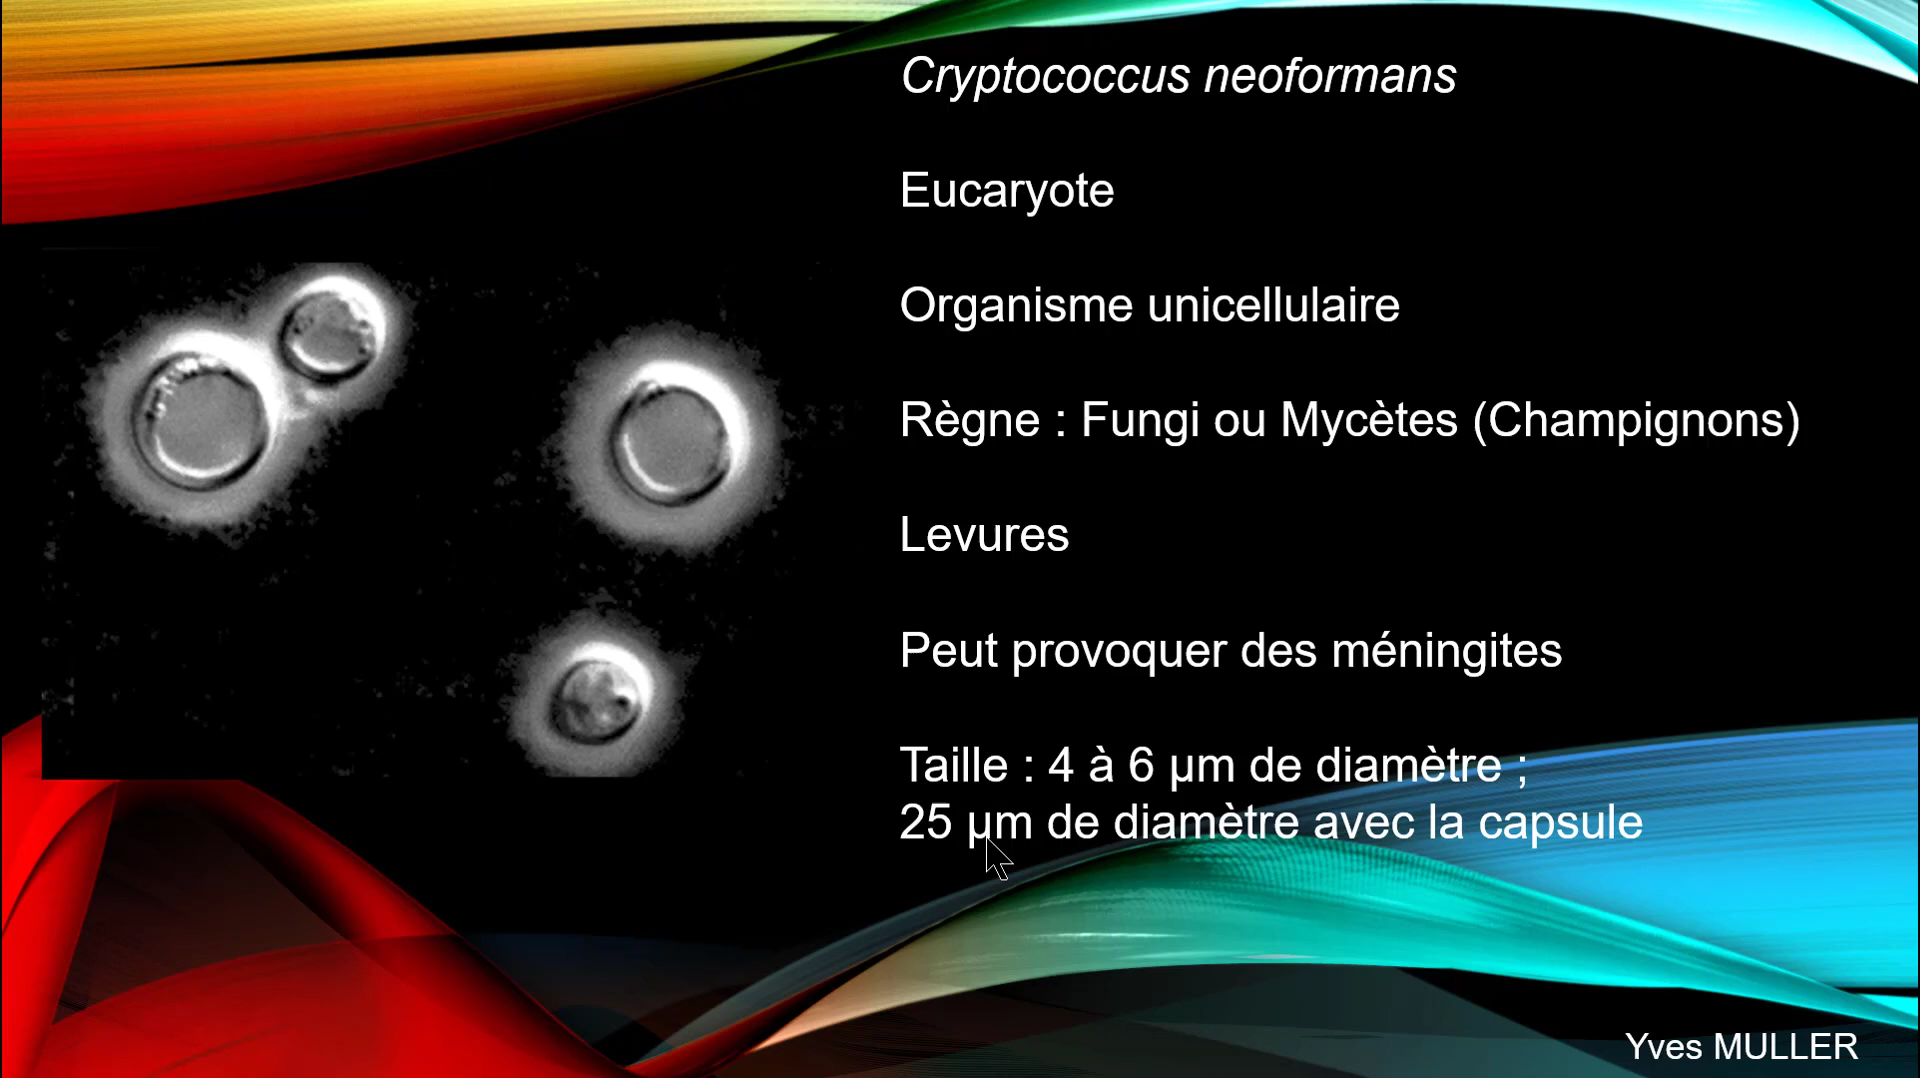 Cryptococcus neoformans
Eucaryote
Organisme unicellulaire
Règne : Fungi ou Mycètes (Champignons)
Levures
Peut provoquer des méningites
Taille : 4 à 6 µm de diamètre ;
25 µm de diamètre avec la capsule
Yves MULLER